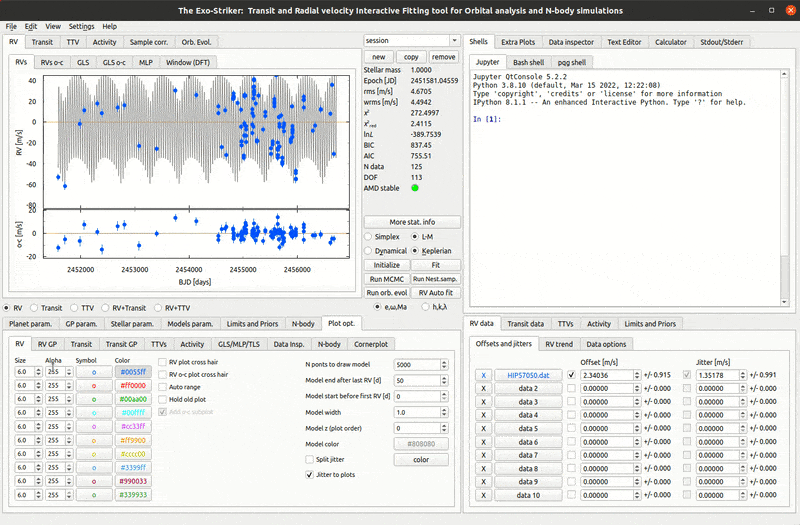 The Exo-Striker: Transit and Radial velocity Interactive Fitting tool for Orbital analysis and N-body simulations
File Edit View Settings Help
RV Transit TTV Activity Sample corr. Orb. Evol.
RVs RVs o-c GLS GLS o-c MLP Window (DFT)
40
20
0
-20
-40
-60
-80
RV [m/s]
20
0
-20
o-c [m/s]
2452000 2453000 2454000 2455000 2456000
BJD [days]
session
new copy remove
Stellar mass 1.0000
Epoch [JD] 2451581.04559
rms [m/s] 4.6705
wrms [m/s] 4.4942
χ² 272.4997
χ²red 2.4115
lnL -389.7539
BIC 837.45
AIC 755.51
N data 125
DOF 113
AMD stable
More stat. info
Simplex L-M
Dynamical Keplerian
Initialize Fit
Run MCMC Run Nest.samp.
Run orb. evol RV Auto fit
e,ω,Ma h,k,λ
Shells Extra Plots Data inspector Text Editor Calculator Stdout/Stderr
Jupyter Bash shell pqg shell
Jupyter QtConsole 5.2.2
Python 3.8.10 (default, Mar 15 2022, 12:22:08)
Type 'copyright', 'credits' or 'license' for more information
IPython 8.1.1 -- An enhanced Interactive Python. Type '?' for help.
In [1]:
RV Transit TTV RV+Transit RV+TTV
Planet param. GP param. Stellar param. Models param. Limits and Priors N-body Plot opt.
RV RV GP Transit Transit GP TTVs Activity GLS/MLP/TLS Data Insp. N-body Cornerplot
Size Alpha Symbol Color
6.0 255 o #0055ff
6.0 255 o #ff0000
6.0 255 o #00aa00
6.0 255 o #00ffff
6.0 255 o #cc33ff
6.0 255 o #ff9900
6.0 255 o #cccc00
6.0 255 o #3399ff
6.0 255 o #990033
6.0 255 o #339933
RV plot cross hair
RV o-c plot cross hair
Auto range
Hold old plot
Add o-c subplot
N ponts to draw model 5000
Model end after last RV [d] 50
Model start before first RV [d] 0
Model width 1.0
Model z (plot order) 0
Model color #808080
Split jitter color
Jitter to plots
RV data Transit data TTVs Activity Limits and Priors
Offsets and jitters RV trend Data options
Offset [m/s] Jitter [m/s]
X HIP57050.dat 2.34036 +/- 0.915 1.35178 +/- 0.991
X data 2 0.00000 +/- 0.000 0.00000 +/- 0.000
X data 3 0.00000 +/- 0.000 0.00000 +/- 0.000
X data 4 0.00000 +/- 0.000 0.00000 +/- 0.000
X data 5 0.00000 +/- 0.000 0.00000 +/- 0.000
X data 6 0.00000 +/- 0.000 0.00000 +/- 0.000
X data 7 0.00000 +/- 0.000 0.00000 +/- 0.000
X data 8 0.00000 +/- 0.000 0.00000 +/- 0.000
X data 9 0.00000 +/- 0.000 0.00000 +/- 0.000
X data 10 0.00000 +/- 0.000 0.00000 +/- 0.000